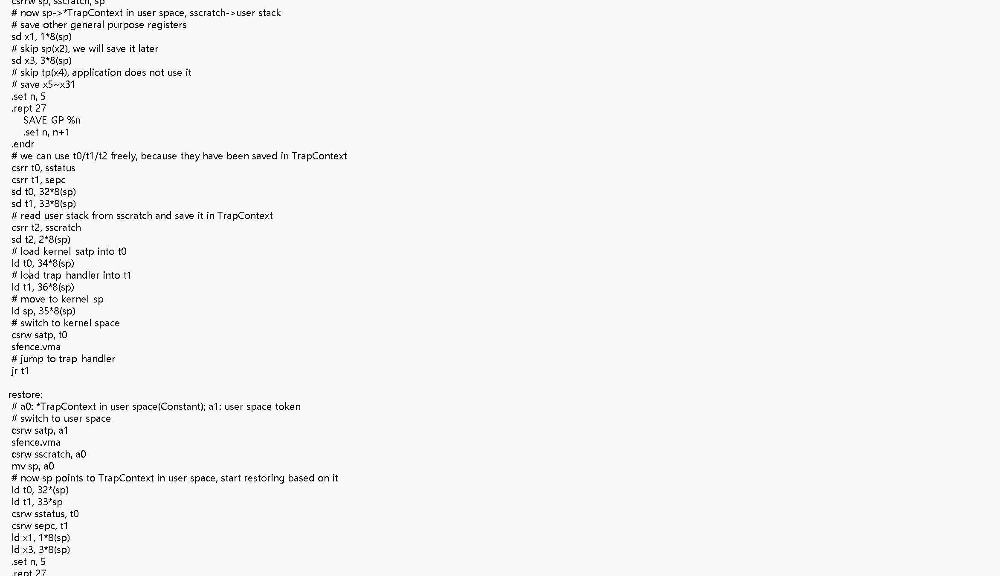 csrrw sp, sscratch, sp
# now sp->*TrapContext in user space, sscratch->user stack
# save other general purpose registers
sd x1, 1*8(sp)
# skip sp(x2), we will save it later
sd x3, 3*8(sp)
# skip tp(x4), application does not use it
# save x5~x31
.set n, 5
.rept 27
SAVE GP %n
.set n, n+1
.endr
# we can use t0/t1/t2 freely, because they have been saved in TrapContext
csrr t0, sstatus
csrr t1, sepc
sd t0, 32*8(sp)
sd t1, 33*8(sp)
# read user stack from sscratch and save it in TrapContext
csrr t2, sscratch
sd t2, 2*8(sp)
# load kernel satp into t0
ld t0, 34*8(sp)
# load trap handler into t1
ld t1, 36*8(sp)
# move to kernel sp
ld sp, 35*8(sp)
# switch to kernel space
csrw satp, t0
sfence.vma
# jump to trap handler
jr t1
restore:
# a0: *TrapContext in user space(Constant); a1: user space token
# switch to user space
csrw satp, a1
sfence.vma
csrw sscratch, a0
mv sp, a0
# now sp points to TrapContext in user space, start restoring based on it
ld t0, 32*(sp)
ld t1, 33*sp
csrw sstatus, t0
csrw sepc, t1
ld x1, 1*8(sp)
ld x3, 3*8(sp)
.set n, 5
.rept 27